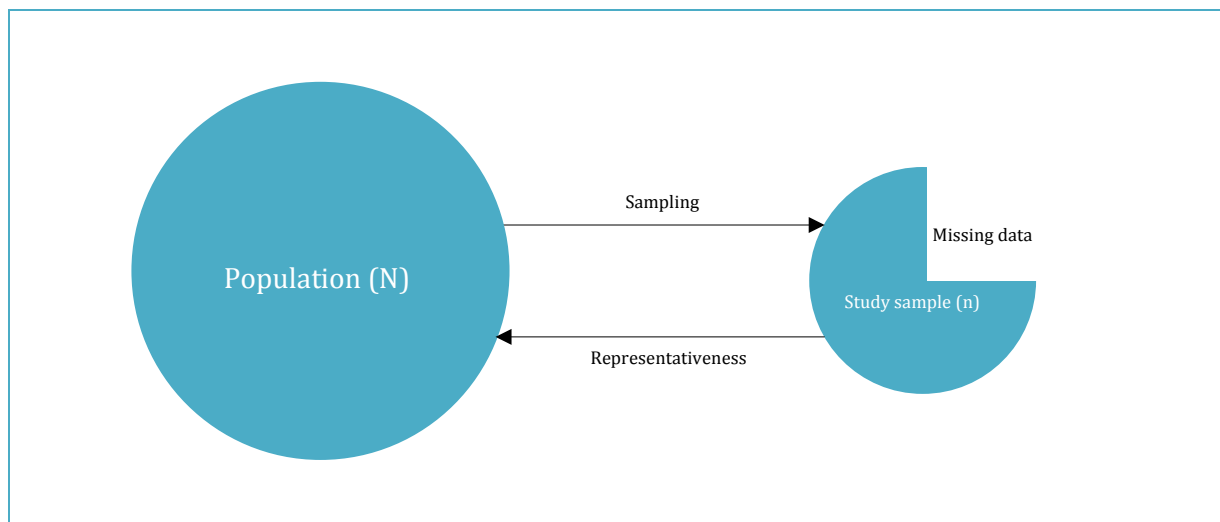 Sampling
Missing data
Population (N)
Study sample (n)
Representativeness